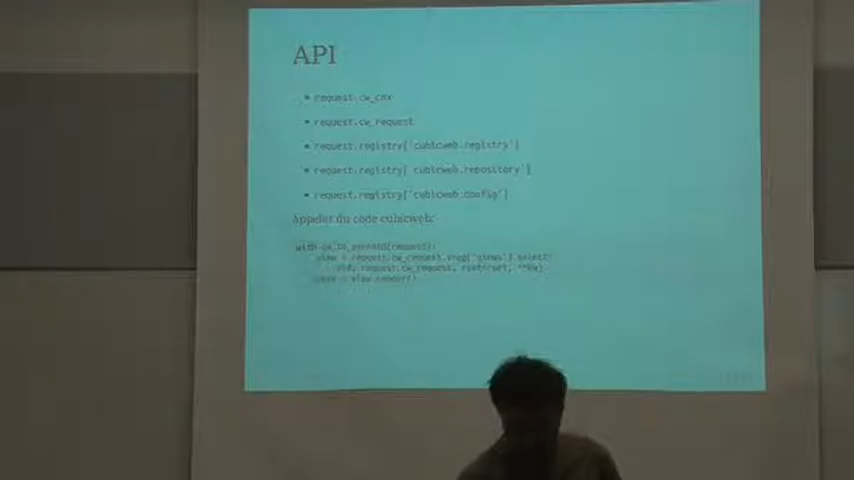 API
request.cw_cnx
request.cw_request
request.registry['cubicweb.registry']
request.registry['cubicweb.repository']
request.registry['cubicweb.config']
Appeler du code cubicweb:
with cw_to_pyramid(request):
view = request.cw_request.vreg['views'].select(
vid, request.cw_request, rset=rset, **kw)
view.render()